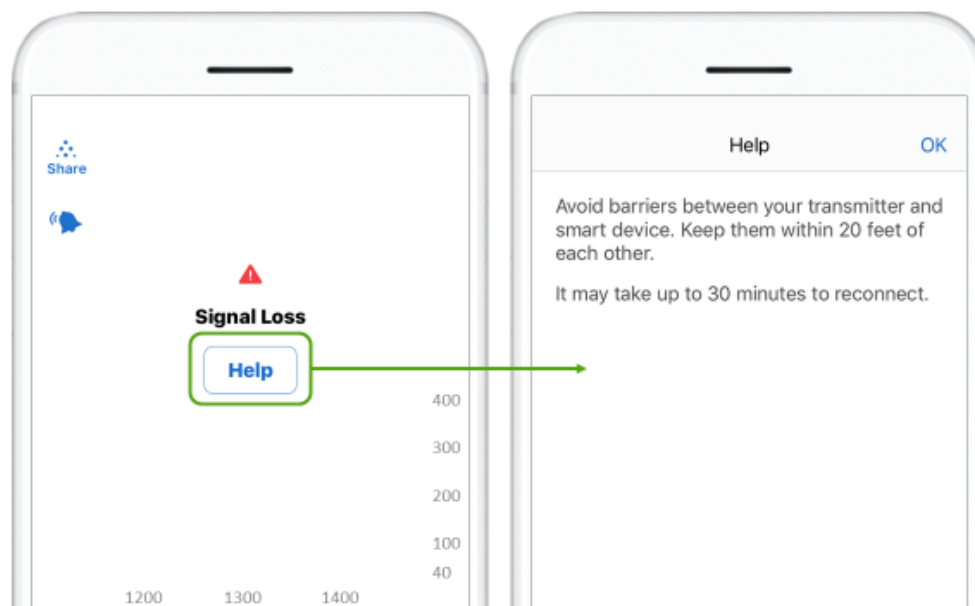 Share
Signal Loss
Help
400
300
200
100
40
1200 1300 1400
Help OK
Avoid barriers between your transmitter and
smart device. Keep them within 20 feet of
each other.
It may take up to 30 minutes to reconnect.